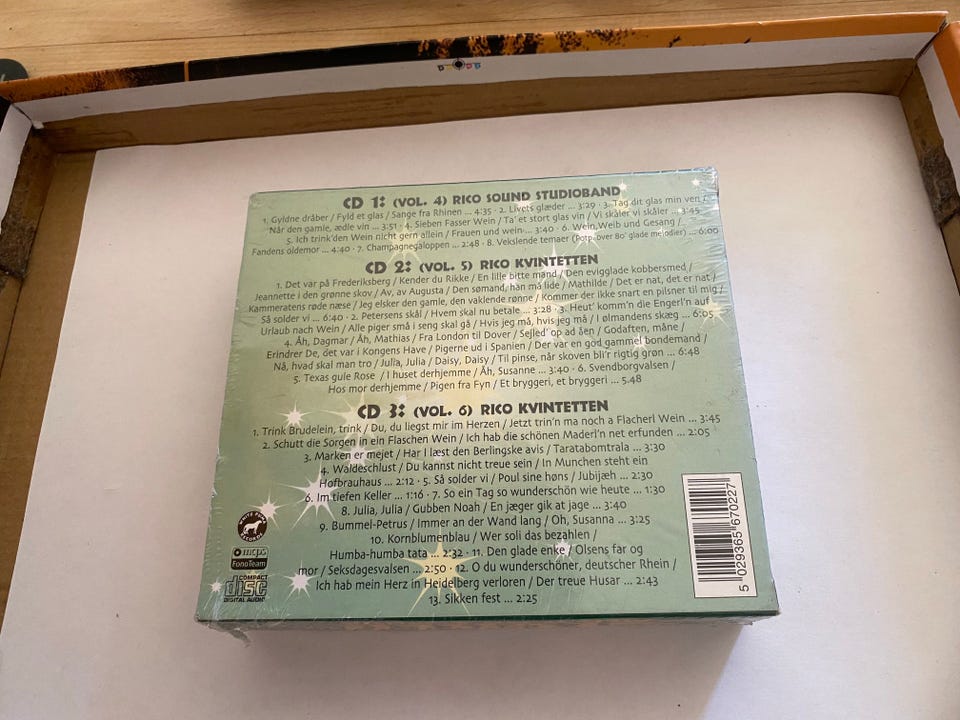 CD 1: (VOL. 4) RICO SOUND STUDIOBAND
1. Gyldne dråber / Fyld et glas / Sange fra Rhinen ... 4:35 · 2. Livets glæder ... 3:29 · 3. Tag dit glas min ven /
Når den gamle, ædle vin ... 3:51 · 4. Sieben Fasser Wein / Ta' et stort glas vin / Vi skåler vi skåler ... 3:45
5. Ich trink'den Wein nicht gern allein / Frauen und wein ... 3:40 · 6. Wein,Weib und Gesang /
Fandens oldemor ... 4:40 · 7. Champagnegaloppen ... 2:48 · 8. Vekslende temaer (Potp. over 80' glade melodier) ... 6:00
CD 2: (VOL. 5) RICO KVINTETTEN
1. Det var på Frederiksberg / Kender du Rikke / En lille bitte mand / Den evigglade kobbersmed /
Jeannette i den grønne skov / Av, av Augusta / Den sømand, han må lide / Mathilde / Det er nat, det er nat /
Kammeratens røde næse / Jeg elsker den gamle, den vaklende rønne / Kommer der ikke snart en pilsner til mig /
Så solder vi ... 6:40 · 2. Petersens skål / Hvem skal nu betale ... 3:28 · 3. Heut' komm'n die Engerl'n auf
Urlaub nach Wein / Alle piger små i seng skal gå / Hvis jeg må, hvis jeg må / I ølmandens skæg ... 6:05
4. Åh, Dagmar / Åh, Mathias / Fra London til Dover / Sejled' op ad åen / Godaften, måne /
Erindrer De, det var i Kongens Have / Pigerne ud i Spanien / Der var en god gammel bondemand /
Nå, hvad skal man tro / Julia, Julia / Daisy, Daisy / Til pinse, når skoven bli'r rigtig grøn ... 6:48
5. Texas gule Rose / I huset derhjemme / Åh, Susanne ... 3:40 · 6. Svendborgvalsen /
Hos mor derhjemme / Pigen fra Fyn / Et bryggeri, et bryggeri ... 5.48
CD 3: (VOL. 6) RICO KVINTETTEN
1. Trink Brudelein, trink / Du, du liegst mir im Herzen / Jetzt trin'n ma noch a Flacherl Wein ... 3:45
2. Schutt die Sorgen in ein Flaschen Wein / Ich hab die schönen Maderl'n net erfunden ... 2:05
3. Marken er mejet / Har I læst den Berlingske avis / Taratabomtrala ... 3:30
4. Waldeschlust / Du kannst nicht treue sein / In Munchen steht ein
Hofbrauhaus ... 2:12 · 5. Så solder vi / Poul sine høns / Jubijæh ... 2:30
6. Im tiefen Keller ... 1:16 · 7. So ein Tag so wunderschön wie heute ... 1:30
8. Julia, Julia / Gubben Noah / En jæger gik at jage ... 3:40
9. Bummel-Petrus / Immer an der Wand lang / Oh, Susanna ... 3:25
10. Kornblumenblau / Wer soli das bezahlen /
Humba-humba tata ... 2:32 · 11. Den glade enke / Olsens far og
mor / Seksdagesvalsen ... 2:50 · 12. O du wunderschöner, deutscher Rhein /
Ich hab mein Herz in Heidelberg verloren / Der treue Husar ... 2:43
13. Sikken fest ... 2:25
WHITE PONY
RECORDS
mcps
FonoTeam
COMPACT
disc
DIGITAL AUDIO
5 029365 670227